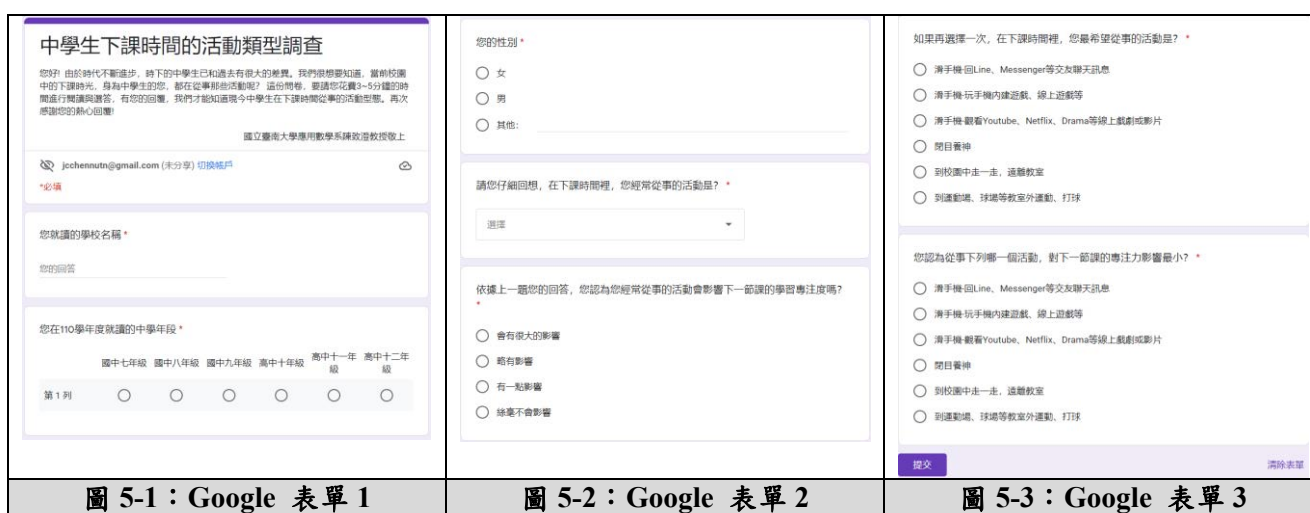 中學生下課時間的活動類型調查
您好! 由於時代不斷進步，時下的中學生已和過去有很大的差異。我們很想要知道，當前校園
中的下課時光，身為中學生的您，都在從事那些活動呢？ 這份問卷，要請您花費3~5分鐘的時
間進行閱讀與選答，有您的回覆，我們才能知道現今中學生在下課時間從事的活動型態。再次
感謝您的熱心回覆!
國立臺南大學應用數學系陳致澄教授敬上
jcchennutn@gmail.com (未分享) 切換帳戶
*必填
您就讀的學校名稱 *
您的回答
您在110學年度就讀的中學年段 *
國中七年級 國中八年級 國中九年級 高中十年級 高中十一年級 高中十二年級
第 1 列
圖 5-1：Google 表單 1
您的性別 *
女
男
其他:
請您仔細回想，在下課時間裡，您經常從事的活動是？ *
選擇
依據上一題您的回答，您認為您經常從事的活動會影響下一節課的學習專注度嗎?
*
會有很大的影響
略有影響
有一點影響
絲毫不會影響
圖 5-2：Google 表單 2
如果再選擇一次，在下課時間裡，您最希望從事的活動是? *
滑手機-回Line、Messenger等交友聊天訊息
滑手機-玩手機內建遊戲、線上遊戲等
滑手機-觀看Youtube、Netflix、Drama等線上戲劇或影片
閉目養神
到校園中走一走，遠離教室
到運動場、球場等教室外運動、打球
您認為從事下列哪一個活動，對下一節課的專注力影響最小？ *
滑手機-回Line、Messenger等交友聊天訊息
滑手機-玩手機內建遊戲、線上遊戲等
滑手機-觀看Youtube、Netflix、Drama等線上戲劇或影片
閉目養神
到校園中走一走，遠離教室
到運動場、球場等教室外運動、打球
提交
清除表單
圖 5-3：Google 表單 3